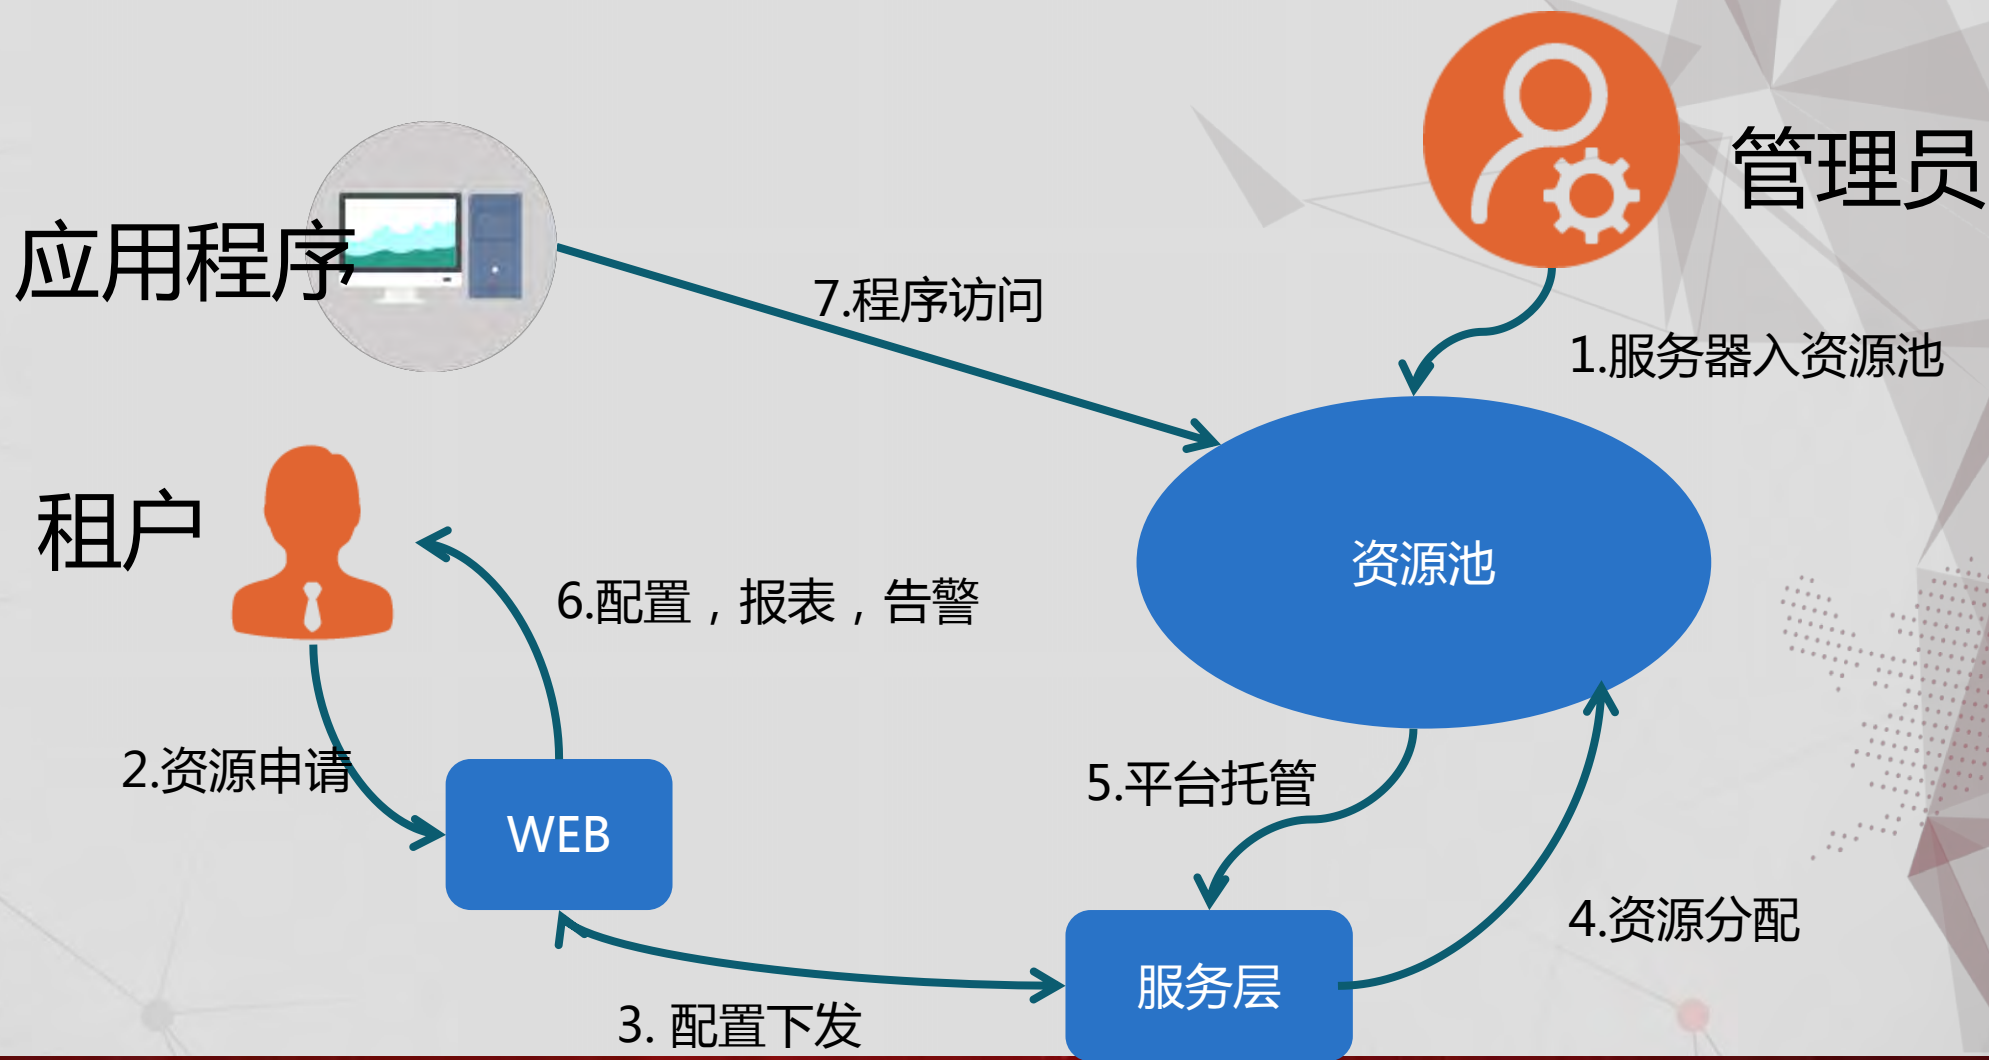 管理员
应用程序
7.程序访问
1.服务器入资源池
租户
资源池
6.配置，报表，告警
2.资源申请
5.平台托管
WEB
4.资源分配
服务层
3. 配置下发